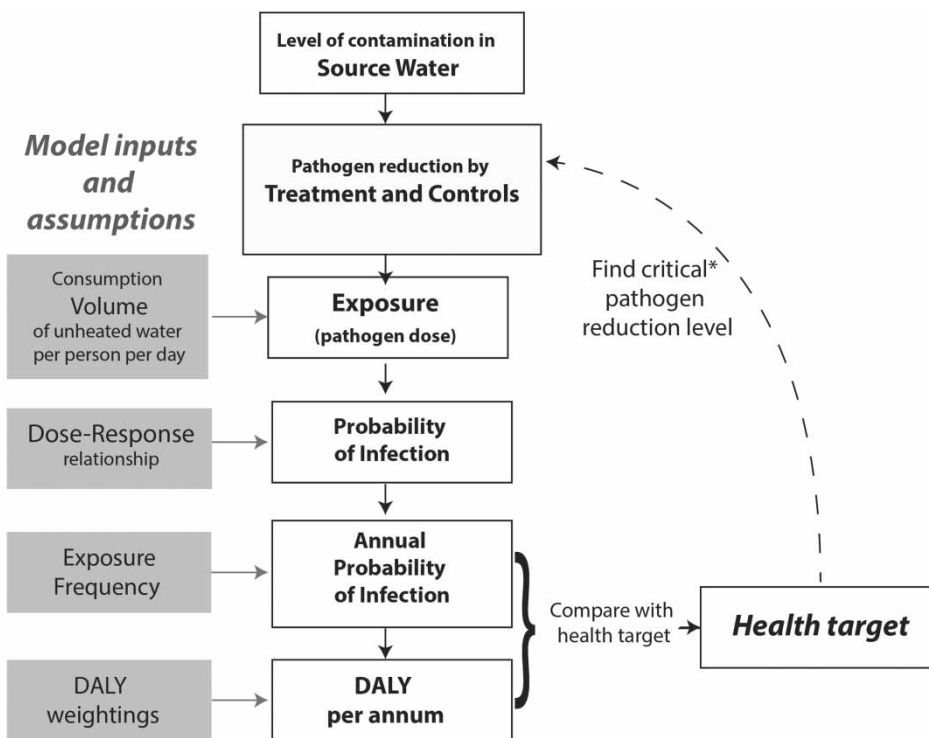 Level of contamination in
Source Water
Model inputs
and
assumptions
Pathogen reduction by
Treatment and Controls
Find critical*
pathogen
reduction level
Consumption
Volume
of unheated water
per person per day
Exposure
(pathogen dose)
Dose-Response
relationship
Probability
of Infection
Exposure
Frequency
Annual
Probability
of Infection
Compare with
health target
Health target
DALY
weightings
DALY
per annum